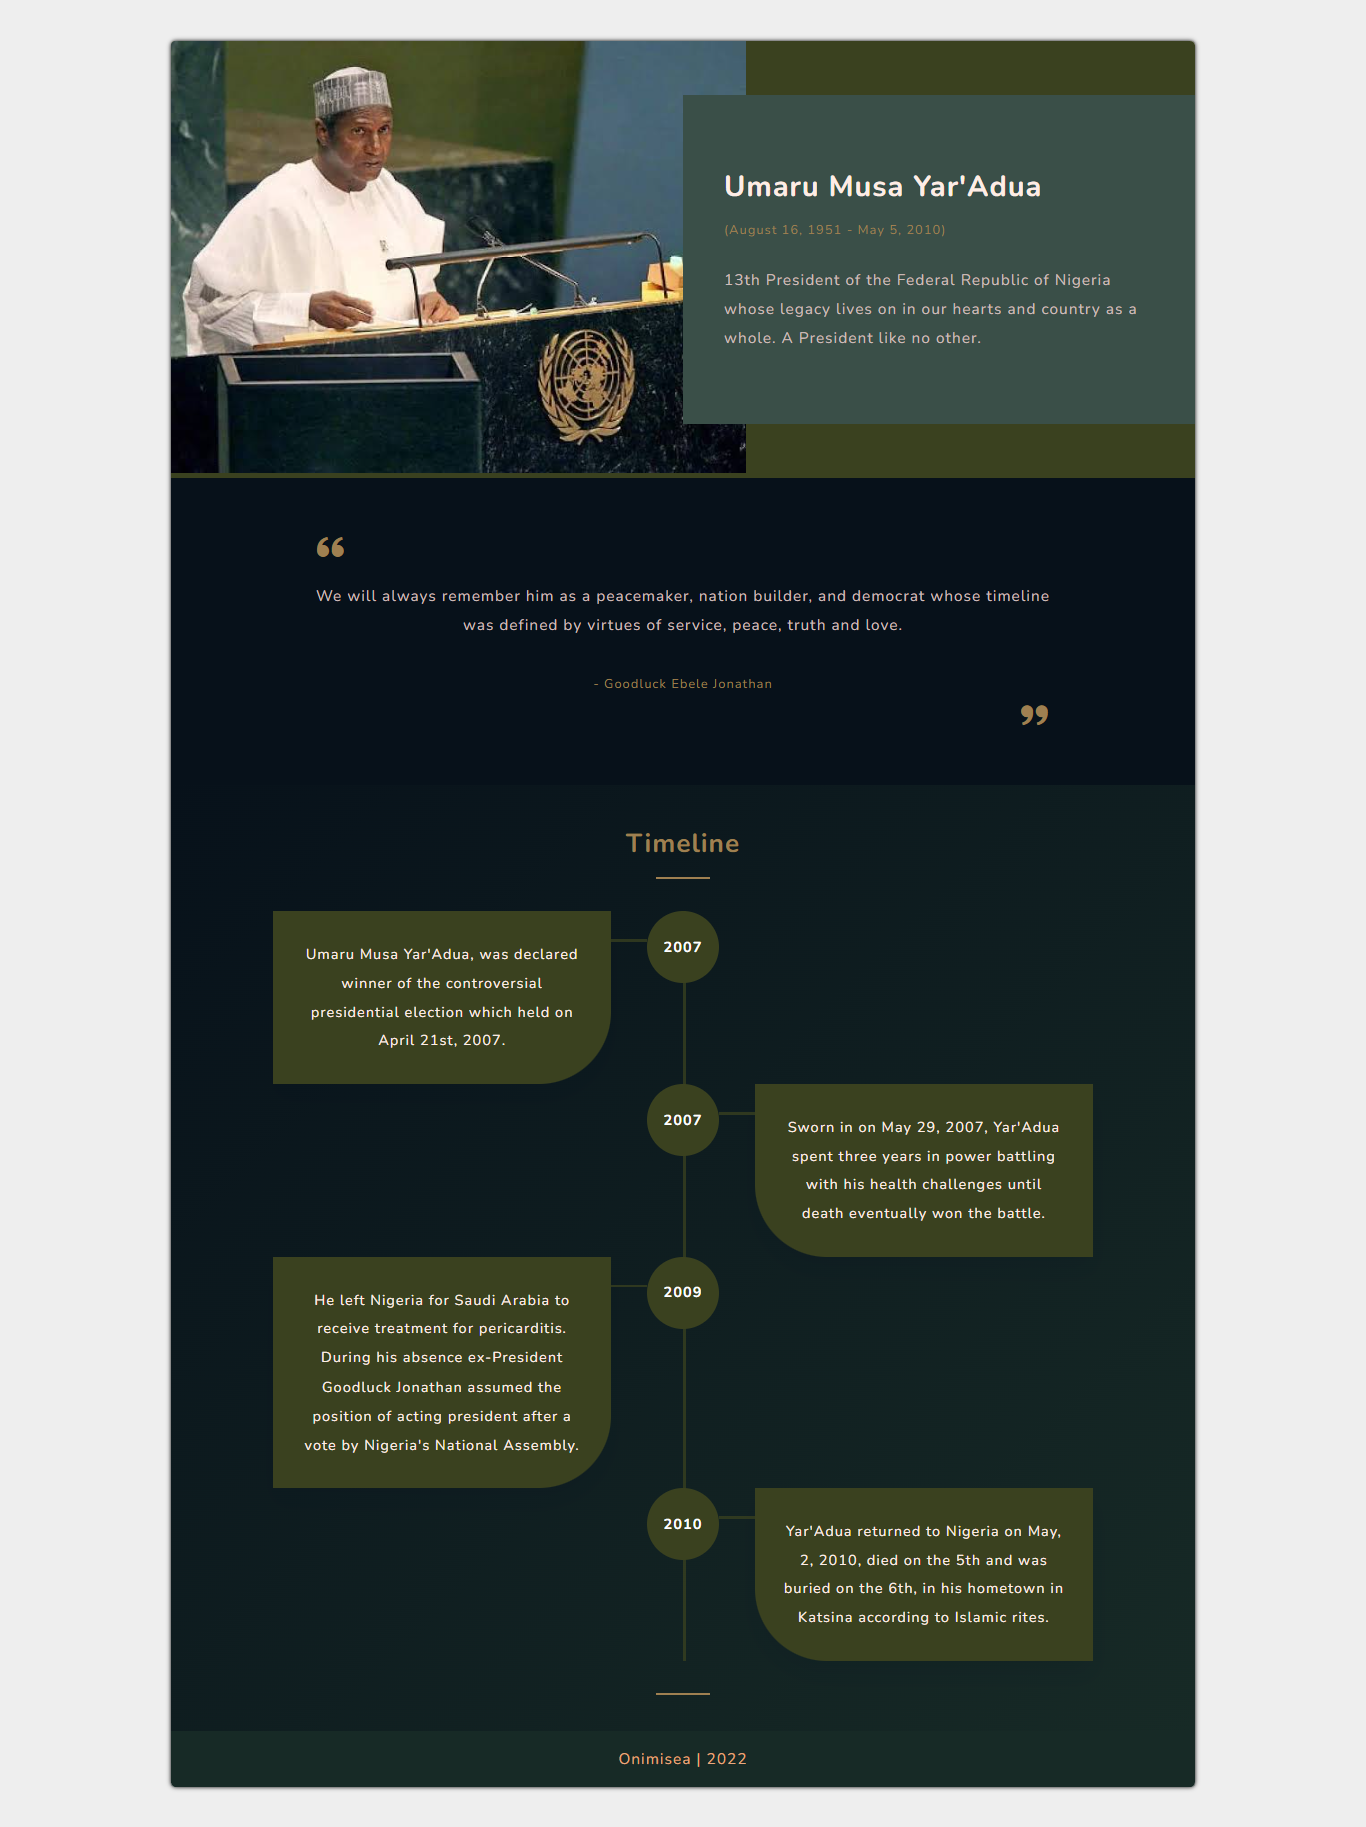 Umaru Musa Yar'Adua
(August 16, 1951 - May 5, 2010)
13th President of the Federal Republic of Nigeria
whose legacy lives on in our hearts and country as a
whole. A President like no other.
“
We will always remember him as a peacemaker, nation builder, and democrat whose timeline
was defined by virtues of service, peace, truth and love.
- Goodluck Ebele Jonathan
”
Timeline
2007
Umaru Musa Yar'Adua, was declared
winner of the controversial
presidential election which held on
April 21st, 2007.
2007
Sworn in on May 29, 2007, Yar'Adua
spent three years in power battling
with his health challenges until
death eventually won the battle.
2009
He left Nigeria for Saudi Arabia to
receive treatment for pericarditis.
During his absence ex-President
Goodluck Jonathan assumed the
position of acting president after a
vote by Nigeria's National Assembly.
2010
Yar'Adua returned to Nigeria on May,
2, 2010, died on the 5th and was
buried on the 6th, in his hometown in
Katsina according to Islamic rites.
Onimisea | 2022